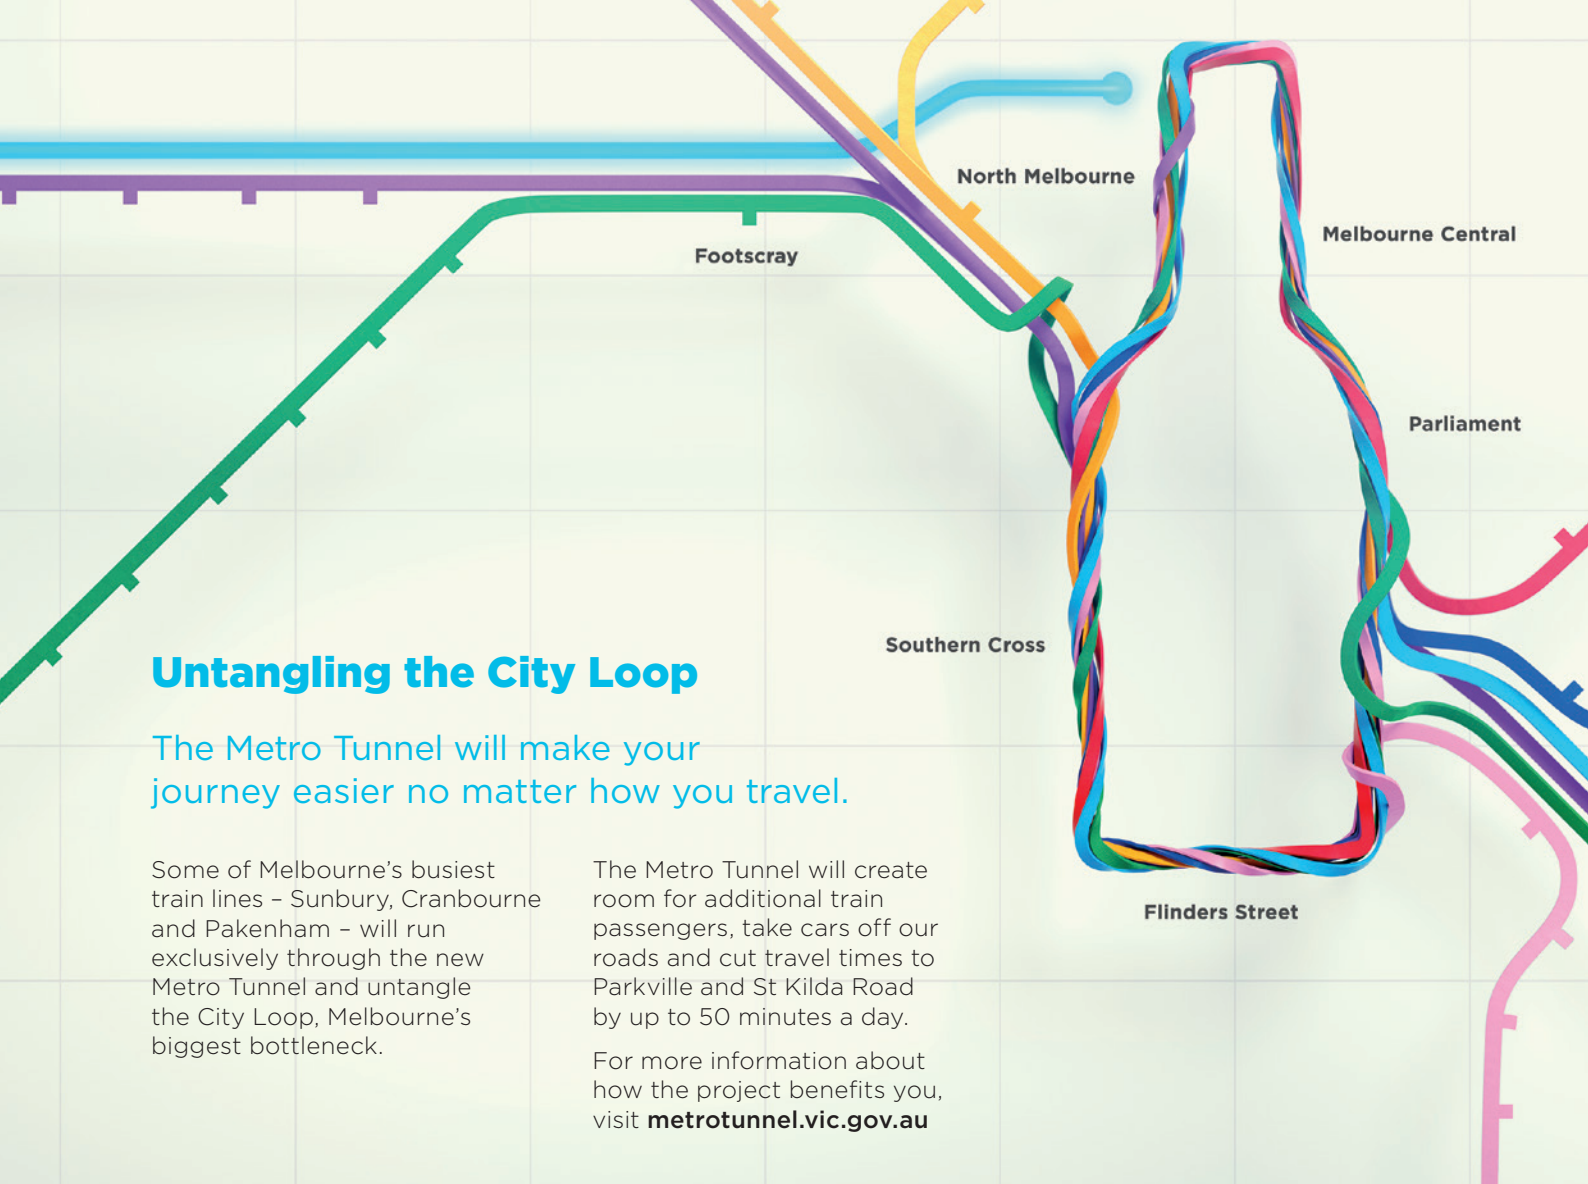 North Melbourne
Melbourne Central
Footscray
Parliament
Southern Cross
Flinders Street
Untangling the City Loop
The Metro Tunnel will make your
journey easier no matter how you travel.
Some of Melbourne’s busiest
train lines – Sunbury, Cranbourne
and Pakenham – will run
exclusively through the new
Metro Tunnel and untangle
the City Loop, Melbourne’s
biggest bottleneck.
The Metro Tunnel will create
room for additional train
passengers, take cars off our
roads and cut travel times to
Parkville and St Kilda Road
by up to 50 minutes a day.
For more information about
how the project benefits you,
visit metrotunnel.vic.gov.au